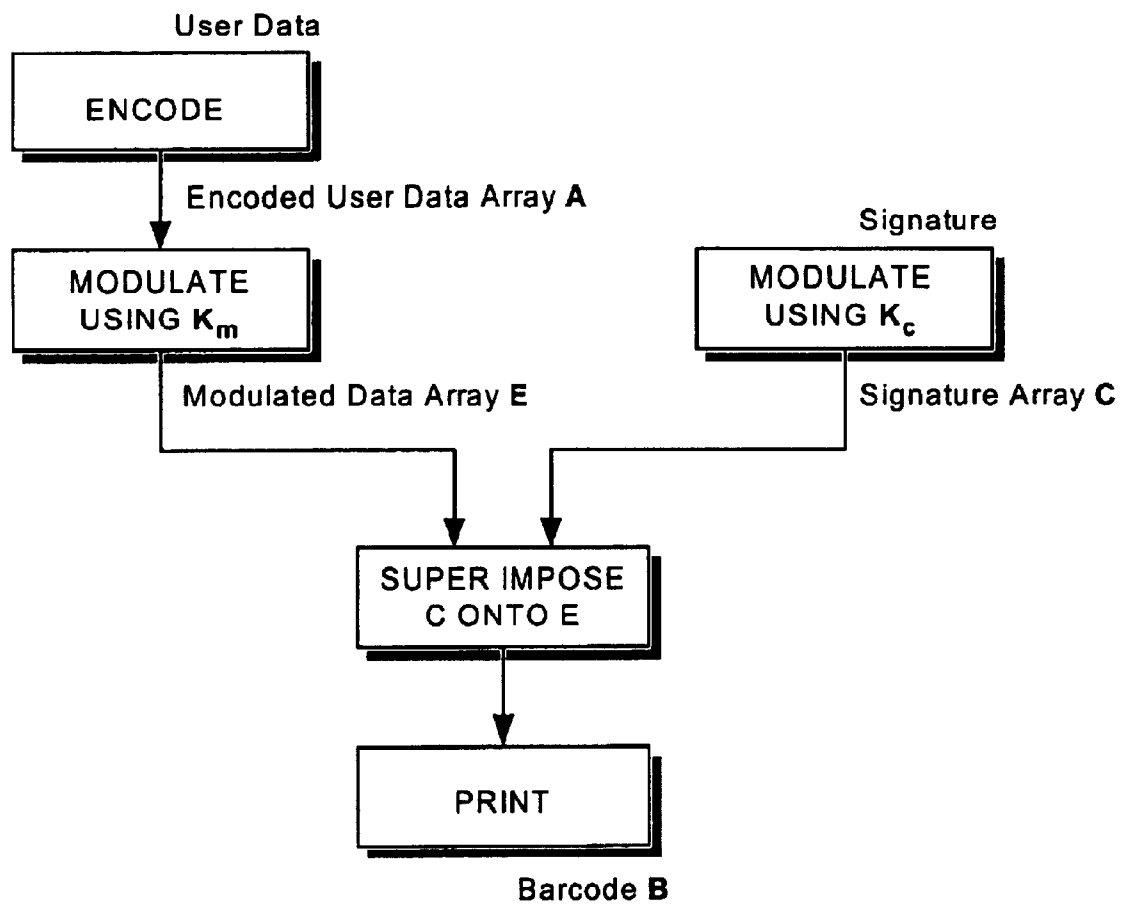 User Data
ENCODE
Encoded User Data Array A
MODULATE
USING Km
Signature
MODULATE
USING Kc
Modulated Data Array E
Signature Array C
SUPER IMPOSE
C ONTO E
PRINT
Barcode B